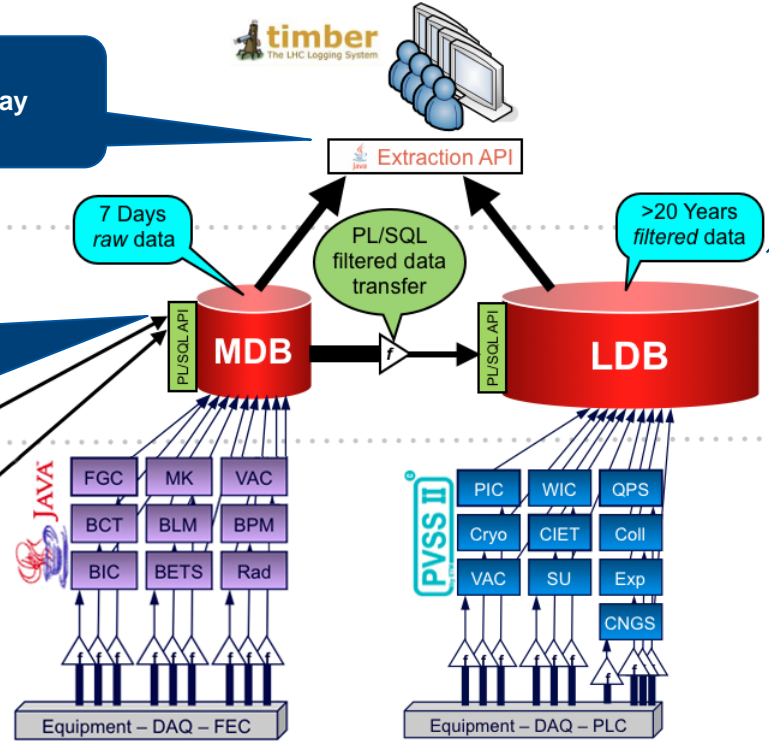 timber
The LHC Logging System
ay
Java
Extraction API
7 Days
raw data
>20 Years
filtered data
PL/SQL
filtered data
transfer
PL/SQL API
MDB
f
PL/SQL API
LDB
JAVA
FGC MK VAC
BCT BLM BPM
BIC BETS Rad
PVSS II
PIC WIC QPS
Cryo CIET Coll
VAC SU Exp
CNGS
f f f
f f f f
Equipment – DAQ – FEC
Equipment – DAQ – PLC